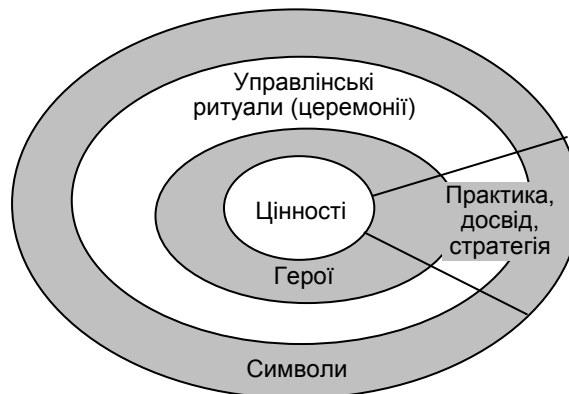 Управлінські
ритуали (церемонії)
Цінності
Практика,
досвід,
стратегія
Герої
Символи